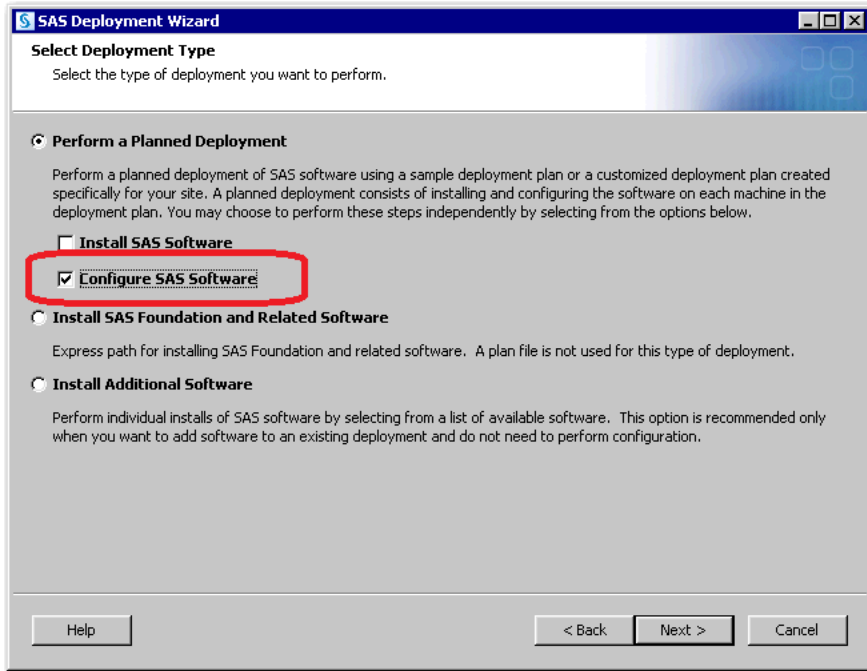 SAS Deployment Wizard
Select Deployment Type
Select the type of deployment you want to perform.
Perform a Planned Deployment
Perform a planned deployment of SAS software using a sample deployment plan or a customized deployment plan created
specifically for your site. A planned deployment consists of installing and configuring the software on each machine in the
deployment plan. You may choose to perform these steps independently by selecting from the options below.
Install SAS Software
Configure SAS Software
Install SAS Foundation and Related Software
Express path for installing SAS Foundation and related software. A plan file is not used for this type of deployment.
Install Additional Software
Perform individual installs of SAS software by selecting from a list of available software. This option is recommended only
when you want to add software to an existing deployment and do not need to perform configuration.
Help
< Back
Next >
Cancel